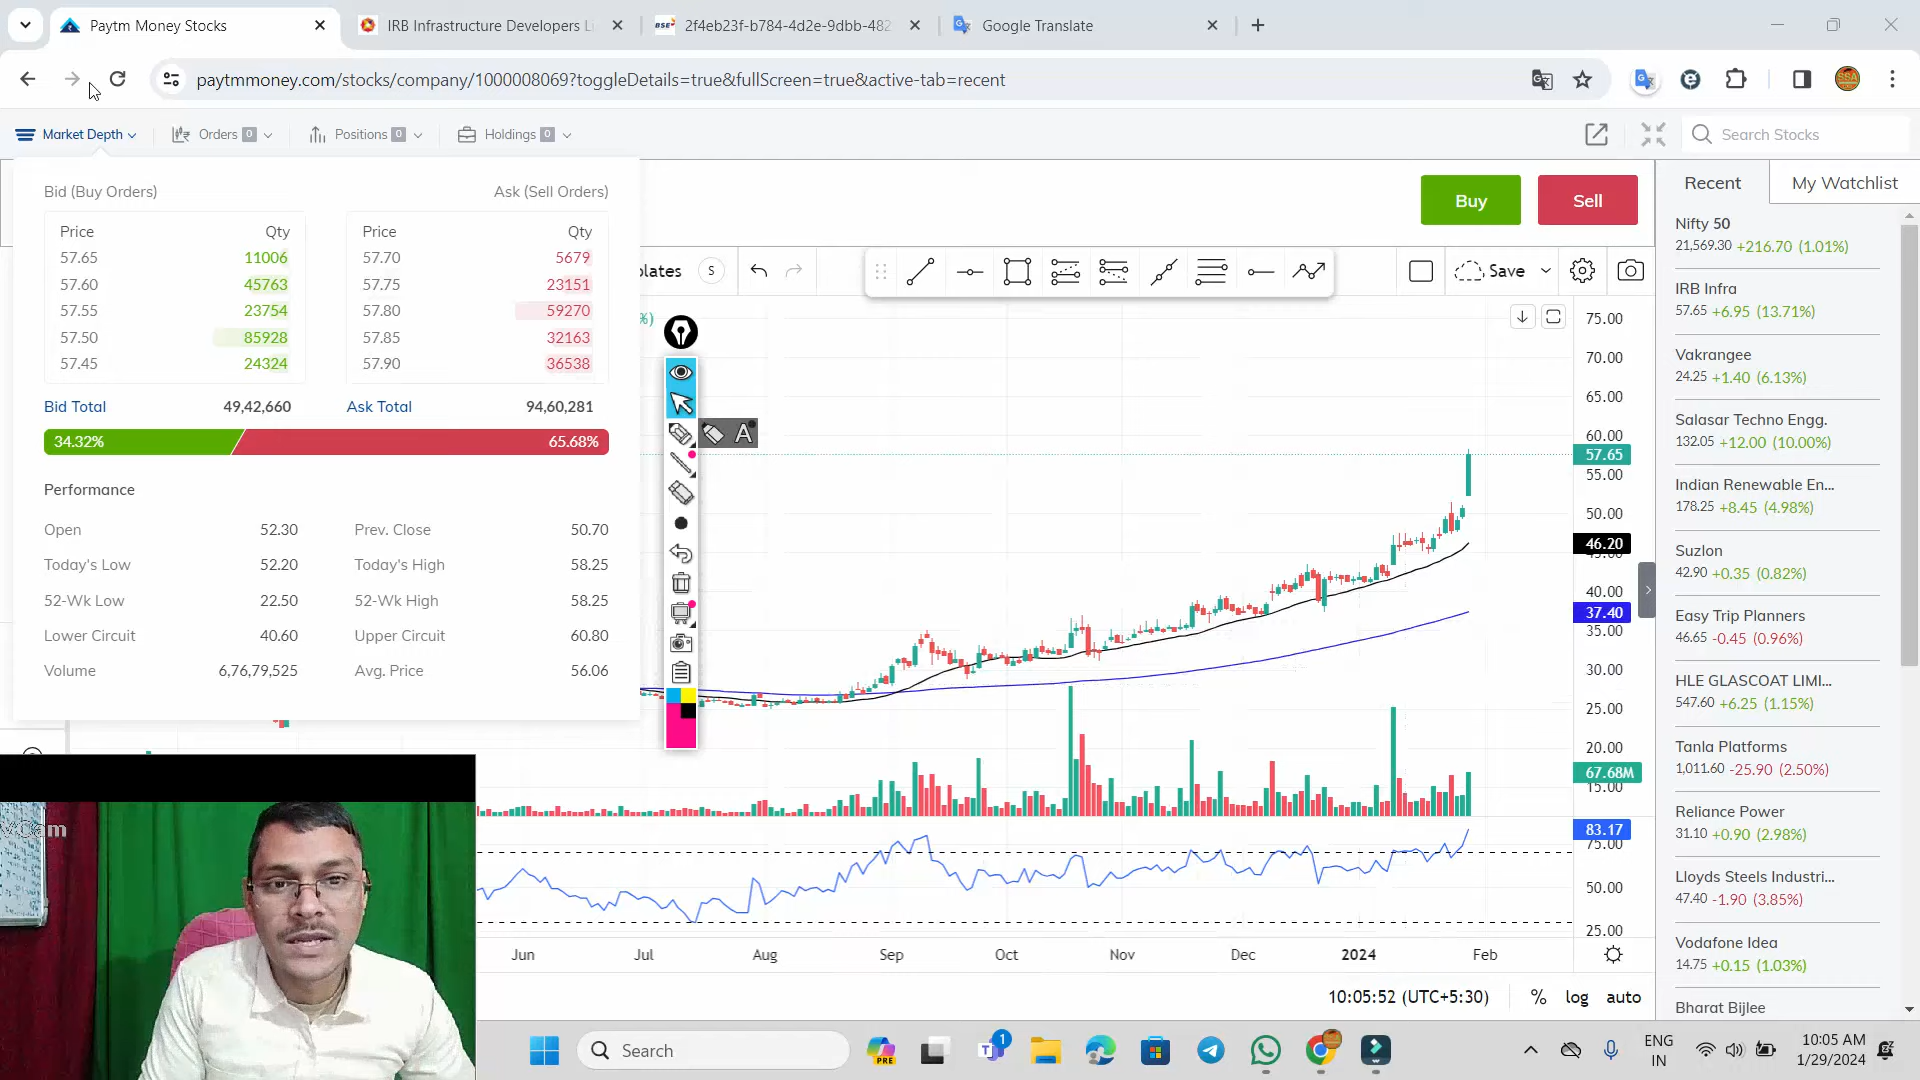 Paytm Money Stocks
IRB Infrastructure Developers Li
BSE
2f4eb23f-b784-4d2e-9dbb-482
Google Translate
paytmmoney.com/stocks/company/1000008069?toggleDetails=true&fullScreen=true&active-tab=recent
Market Depth
Orders 0
Positions 0
Holdings 0
Search Stocks
Bid (Buy Orders)
Ask (Sell Orders)
Price Qty
57.65 11006
57.60 45763
57.55 23754
57.50 85928
57.45 24324
Price Qty
57.70 5679
57.75 23151
57.80 59270
57.85 32163
57.90 36538
Bid Total 49,42,660
Ask Total 94,60,281
34.32% 65.68%
Performance
Open 52.30
Prev. Close 50.70
Today's Low 52.20
Today's High 58.25
52-Wk Low 22.50
52-Wk High 58.25
Lower Circuit 40.60
Upper Circuit 60.80
Volume 6,76,79,525
Avg. Price 56.06
Buy
Sell
plates
S
Save
%)
A
75.00
70.00
65.00
60.00
57.65
55.00
50.00
46.20
40.00
37.40
35.00
30.00
25.00
20.00
67.68M
15.00
83.17
75.00
50.00
25.00
Jun
Jul
Aug
Sep
Oct
Nov
Dec
2024
Feb
10:05:52 (UTC+5:30)
%
log
auto
Recent
My Watchlist
Nifty 50
21,569.30 +216.70 (1.01%)
IRB Infra
57.65 +6.95 (13.71%)
Vakrangee
24.25 +1.40 (6.13%)
Salasar Techno Engg.
132.05 +12.00 (10.00%)
Indian Renewable En...
178.25 +8.45 (4.98%)
Suzlon
42.90 +0.35 (0.82%)
Easy Trip Planners
46.65 -0.45 (0.96%)
HLE GLASCOAT LIMI...
547.60 +6.25 (1.15%)
Tanla Platforms
1,011.60 -25.90 (2.50%)
Reliance Power
31.10 +0.90 (2.98%)
Lloyds Steels Industri...
47.40 -1.90 (3.85%)
Vodafone Idea
14.75 +0.15 (1.03%)
Bharat Bijlee
Search
PRE
1
ENG
IN
10:05 AM
1/29/2024